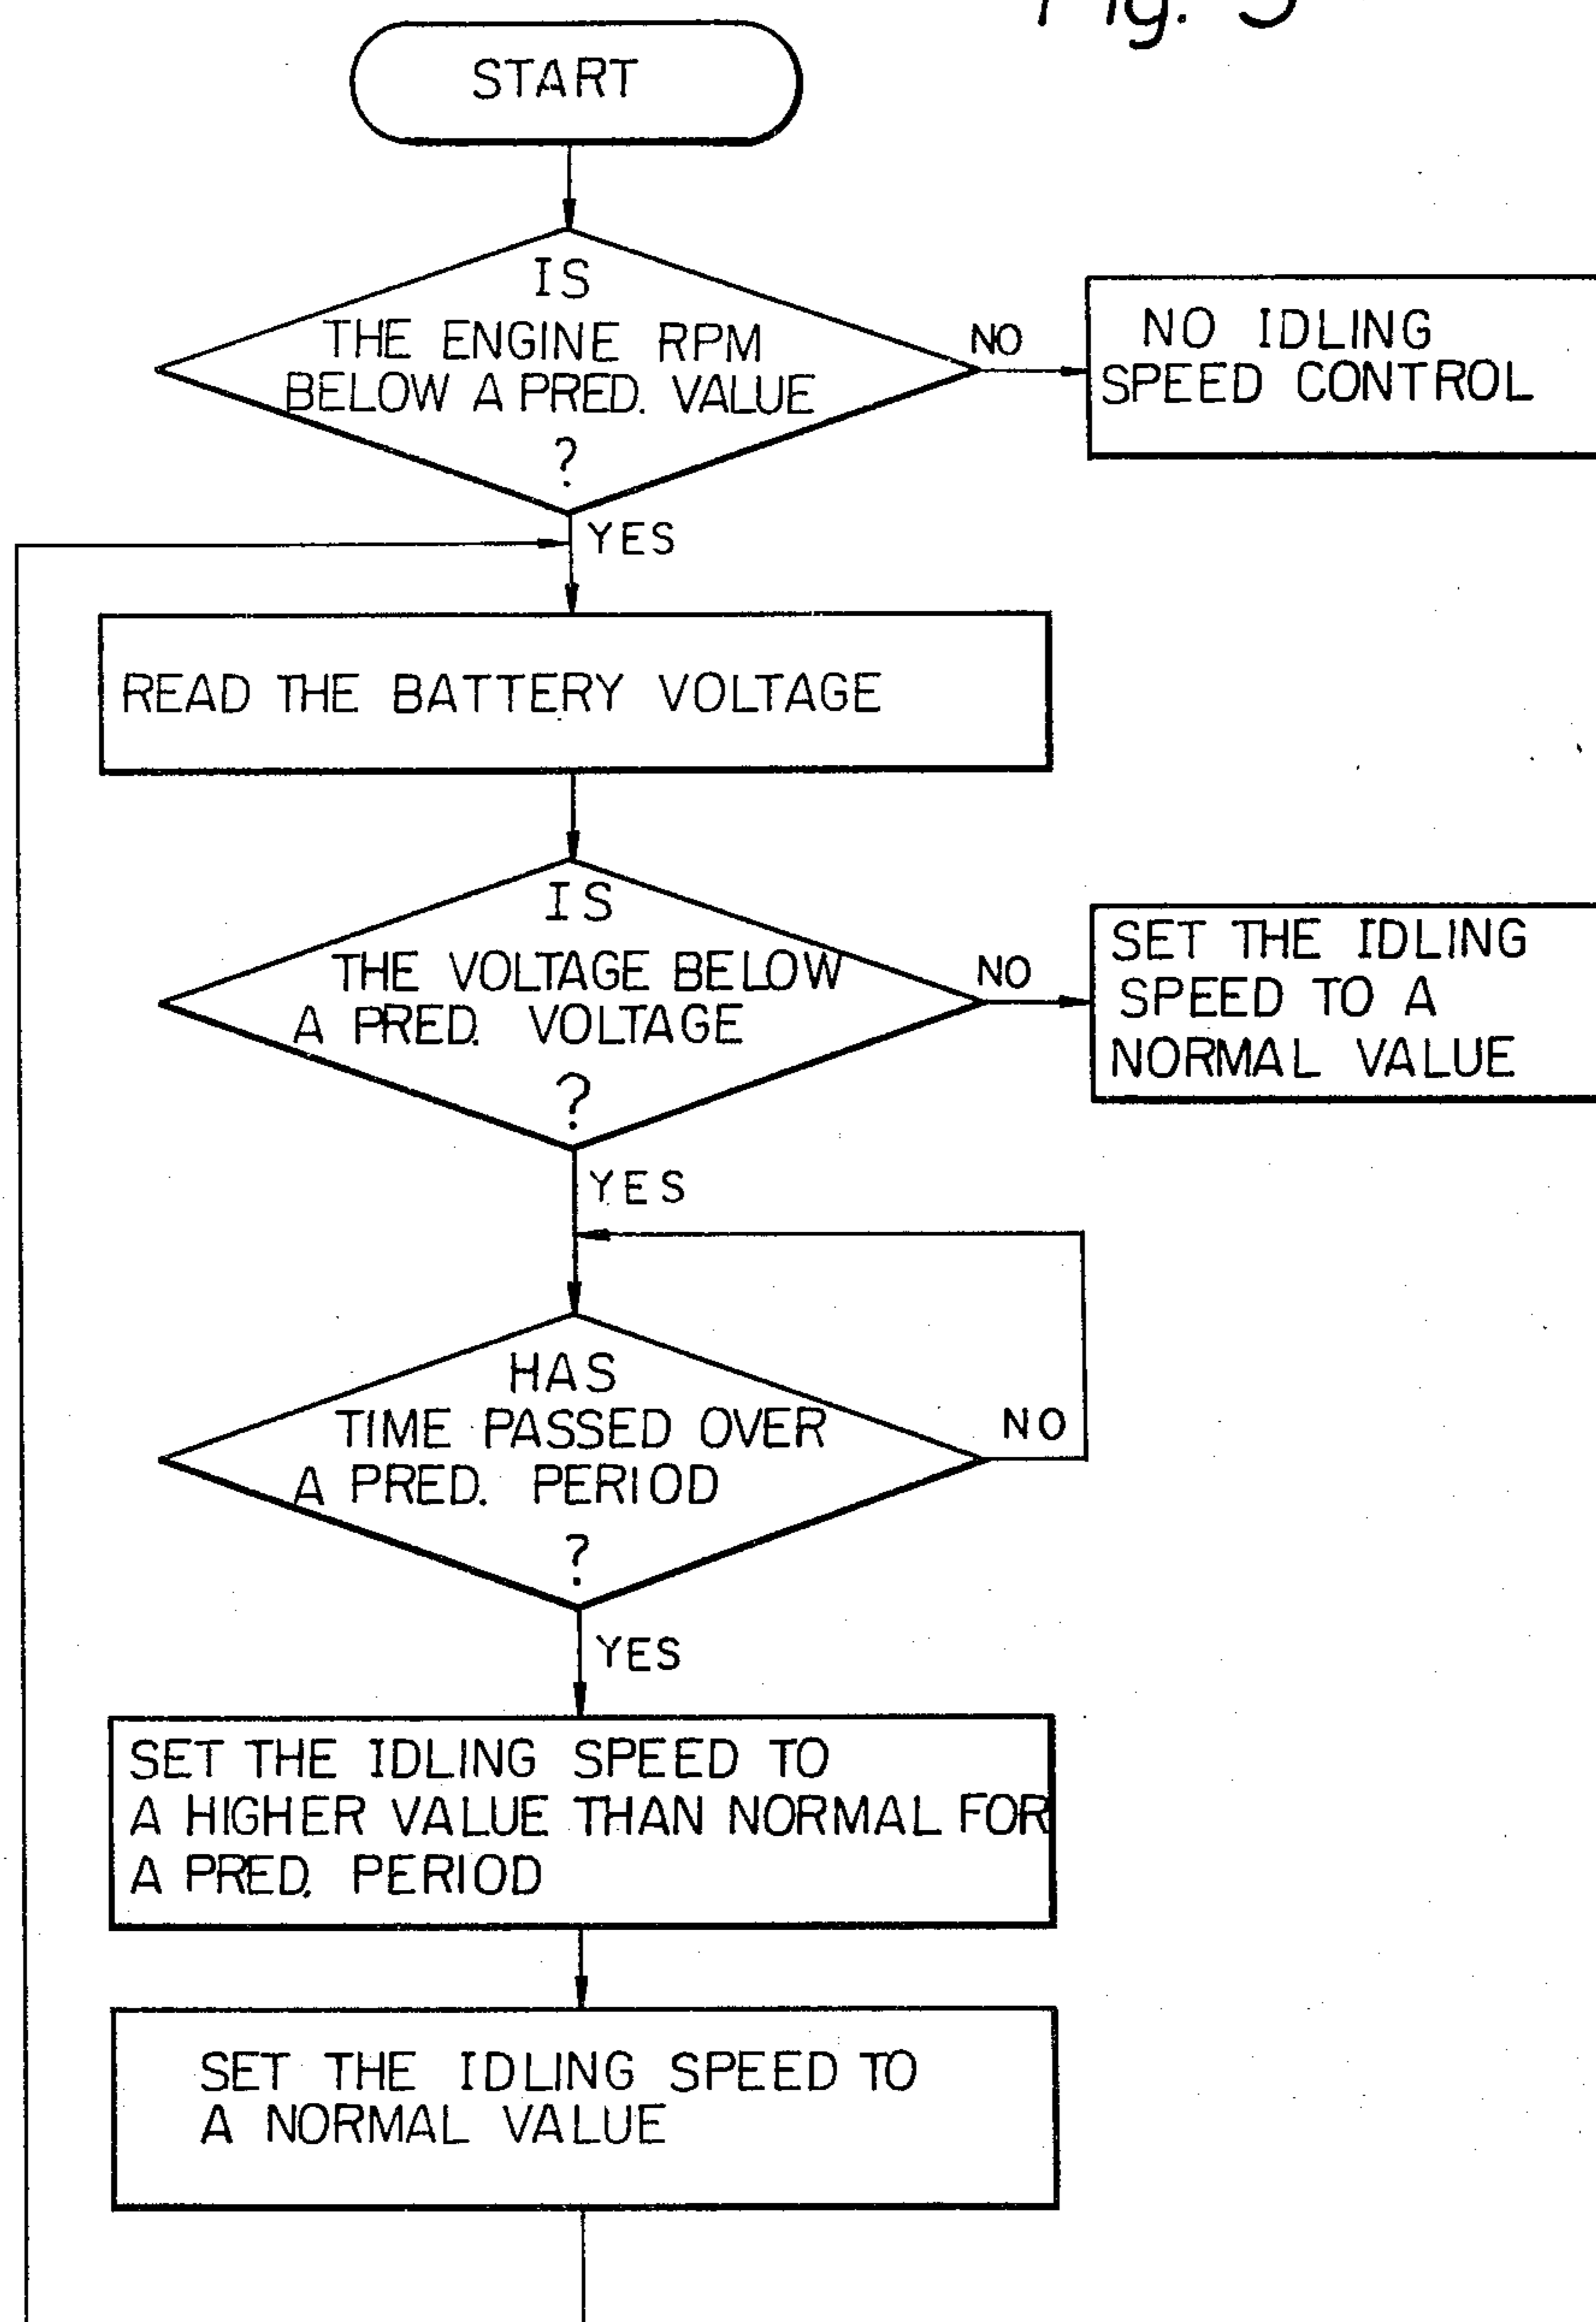 Fig. 3
START
IS
THE ENGINE RPM
BELOW A PRED. VALUE
?
NO
NO IDLING
SPEED CONTROL
YES
READ THE BATTERY VOLTAGE
IS
THE VOLTAGE BELOW
A PRED. VOLTAGE
?
NO
SET THE IDLING
SPEED TO A
NORMAL VALUE
YES
HAS
TIME PASSED OVER
A PRED. PERIOD
?
NO
YES
SET THE IDLING SPEED TO
A HIGHER VALUE THAN NORMAL FOR
A PRED. PERIOD
SET THE IDLING SPEED TO
A NORMAL VALUE